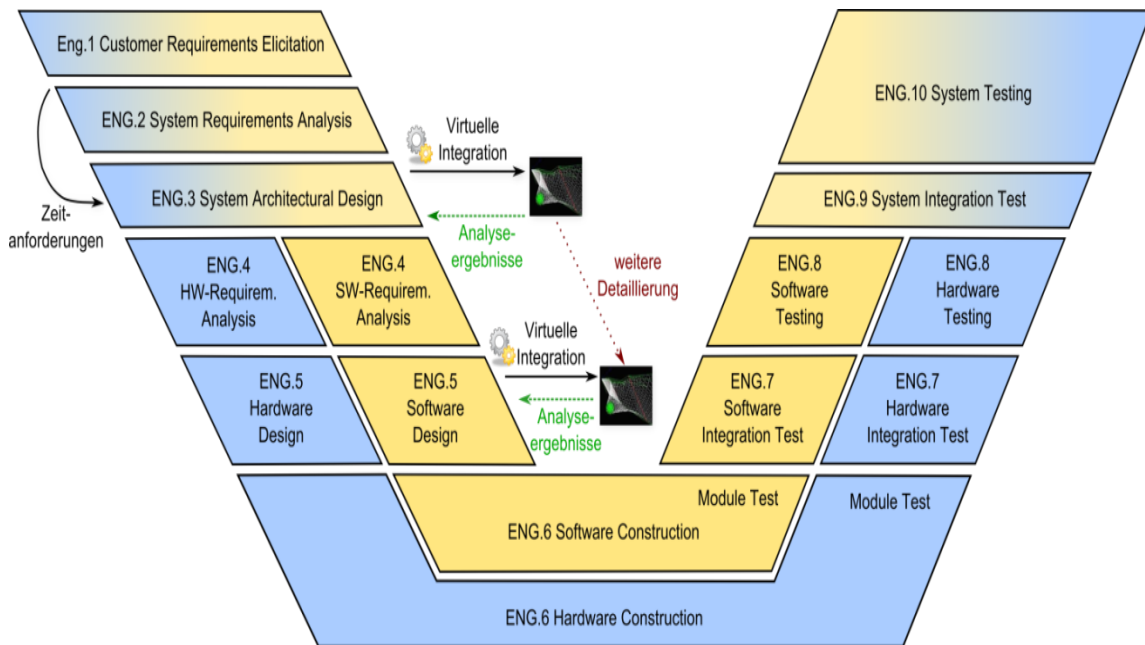 Eng.1 Customer Requirements Elicitation
ENG.2 System Requirements Analysis
ENG.3 System Architectural Design
Zeit-
anforderungen
Virtuelle
Integration
Analyse-
ergebnisse
weitere
Detaillierung
ENG.4
HW-Requirem.
Analysis
ENG.4
SW-Requirem.
Analysis
ENG.5
Hardware
Design
ENG.5
Software
Design
Virtuelle
Integration
Analyse-
ergebnisse
ENG.6 Software Construction
Module Test
ENG.6 Hardware Construction
Module Test
ENG.7
Software
Integration Test
ENG.7
Hardware
Integration Test
ENG.8
Software
Testing
ENG.8
Hardware
Testing
ENG.9 System Integration Test
ENG.10 System Testing